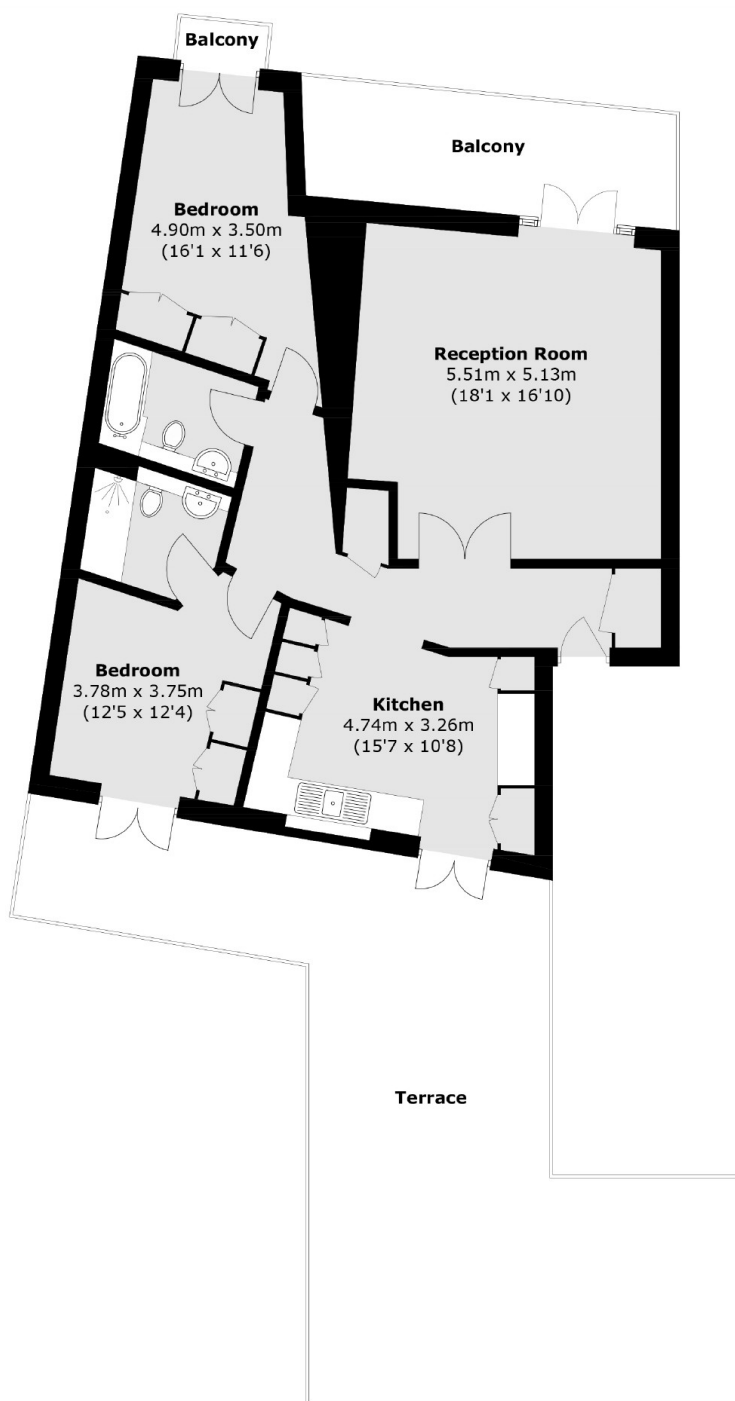 Balcony
Balcony
Bedroom
4.90m x 3.50m
(16'1 x 11'6)
Reception Room
5.51m x 5.13m
(18'1 x 16'10)
Bedroom
3.78m x 3.75m
(12'5 x 12'4)
Kitchen
4.74m x 3.26m
(15'7 x 10'8)
Terrace